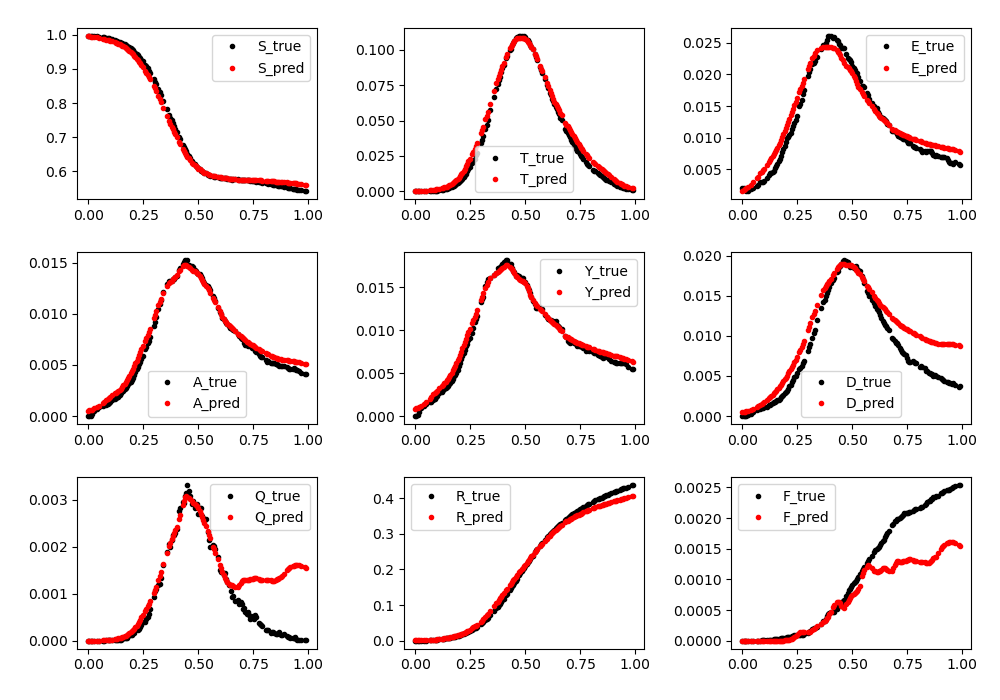 1.0
0.9
0.8
0.7
0.6
0.00 0.25 0.50 0.75 1.00
S_true
S_pred
0.100
0.075
0.050
0.025
0.000
0.00 0.25 0.50 0.75 1.00
T_true
T_pred
0.025
0.020
0.015
0.010
0.005
0.00 0.25 0.50 0.75 1.00
E_true
E_pred
0.015
0.010
0.005
0.000
0.00 0.25 0.50 0.75 1.00
A_true
A_pred
0.015
0.010
0.005
0.000
0.00 0.25 0.50 0.75 1.00
Y_true
Y_pred
0.020
0.015
0.010
0.005
0.000
0.00 0.25 0.50 0.75 1.00
D_true
D_pred
0.003
0.002
0.001
0.000
0.00 0.25 0.50 0.75 1.00
Q_true
Q_pred
0.4
0.3
0.2
0.1
0.0
0.00 0.25 0.50 0.75 1.00
R_true
R_pred
0.0025
0.0020
0.0015
0.0010
0.0005
0.0000
0.00 0.25 0.50 0.75 1.00
F_true
F_pred